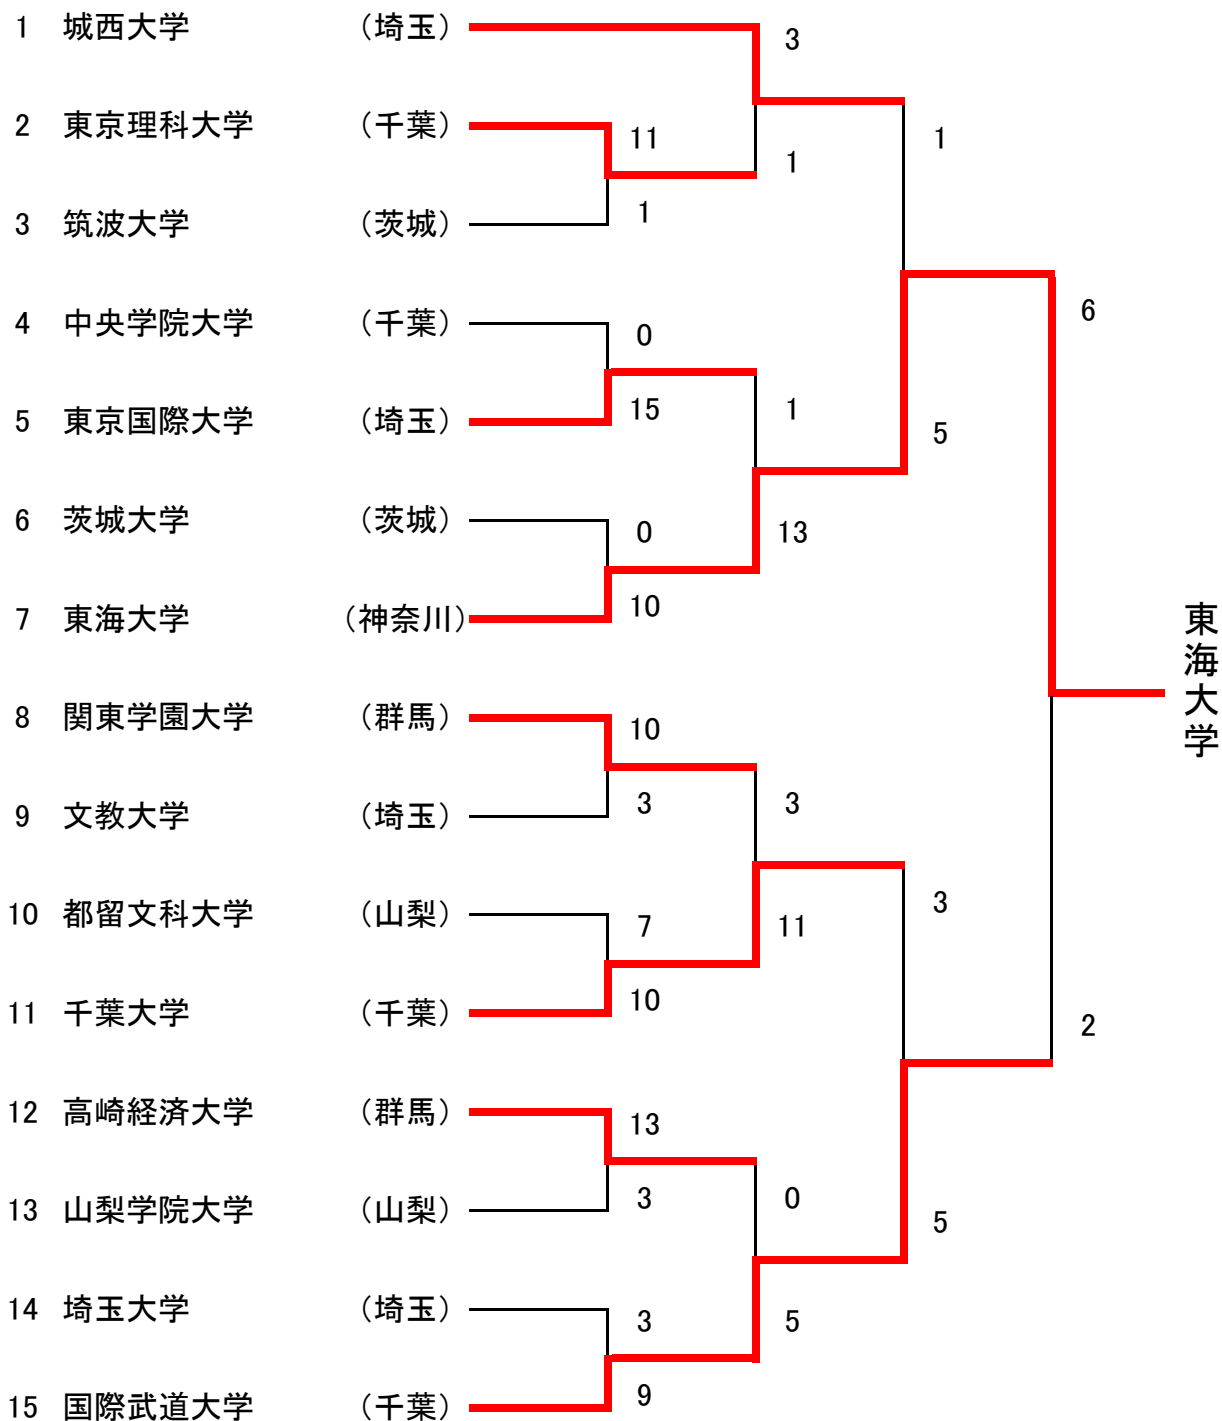 1 城西大学 (埼玉)
3
2 東京理科大学 (千葉)
11
1
1
3 筑波大学 (茨城)
1
6
4 中央学院大学 (千葉)
0
5 東京国際大学 (埼玉)
15
1
5
6 茨城大学 (茨城)
0
13
7 東海大学 (神奈川)
10
東海大学
8 関東学園大学 (群馬)
10
9 文教大学 (埼玉)
3
3
10 都留文科大学 (山梨)
7
11
3
11 千葉大学 (千葉)
10
2
12 高崎経済大学 (群馬)
13
13 山梨学院大学 (山梨)
3
0
5
14 埼玉大学 (埼玉)
3
5
15 国際武道大学 (千葉)
9